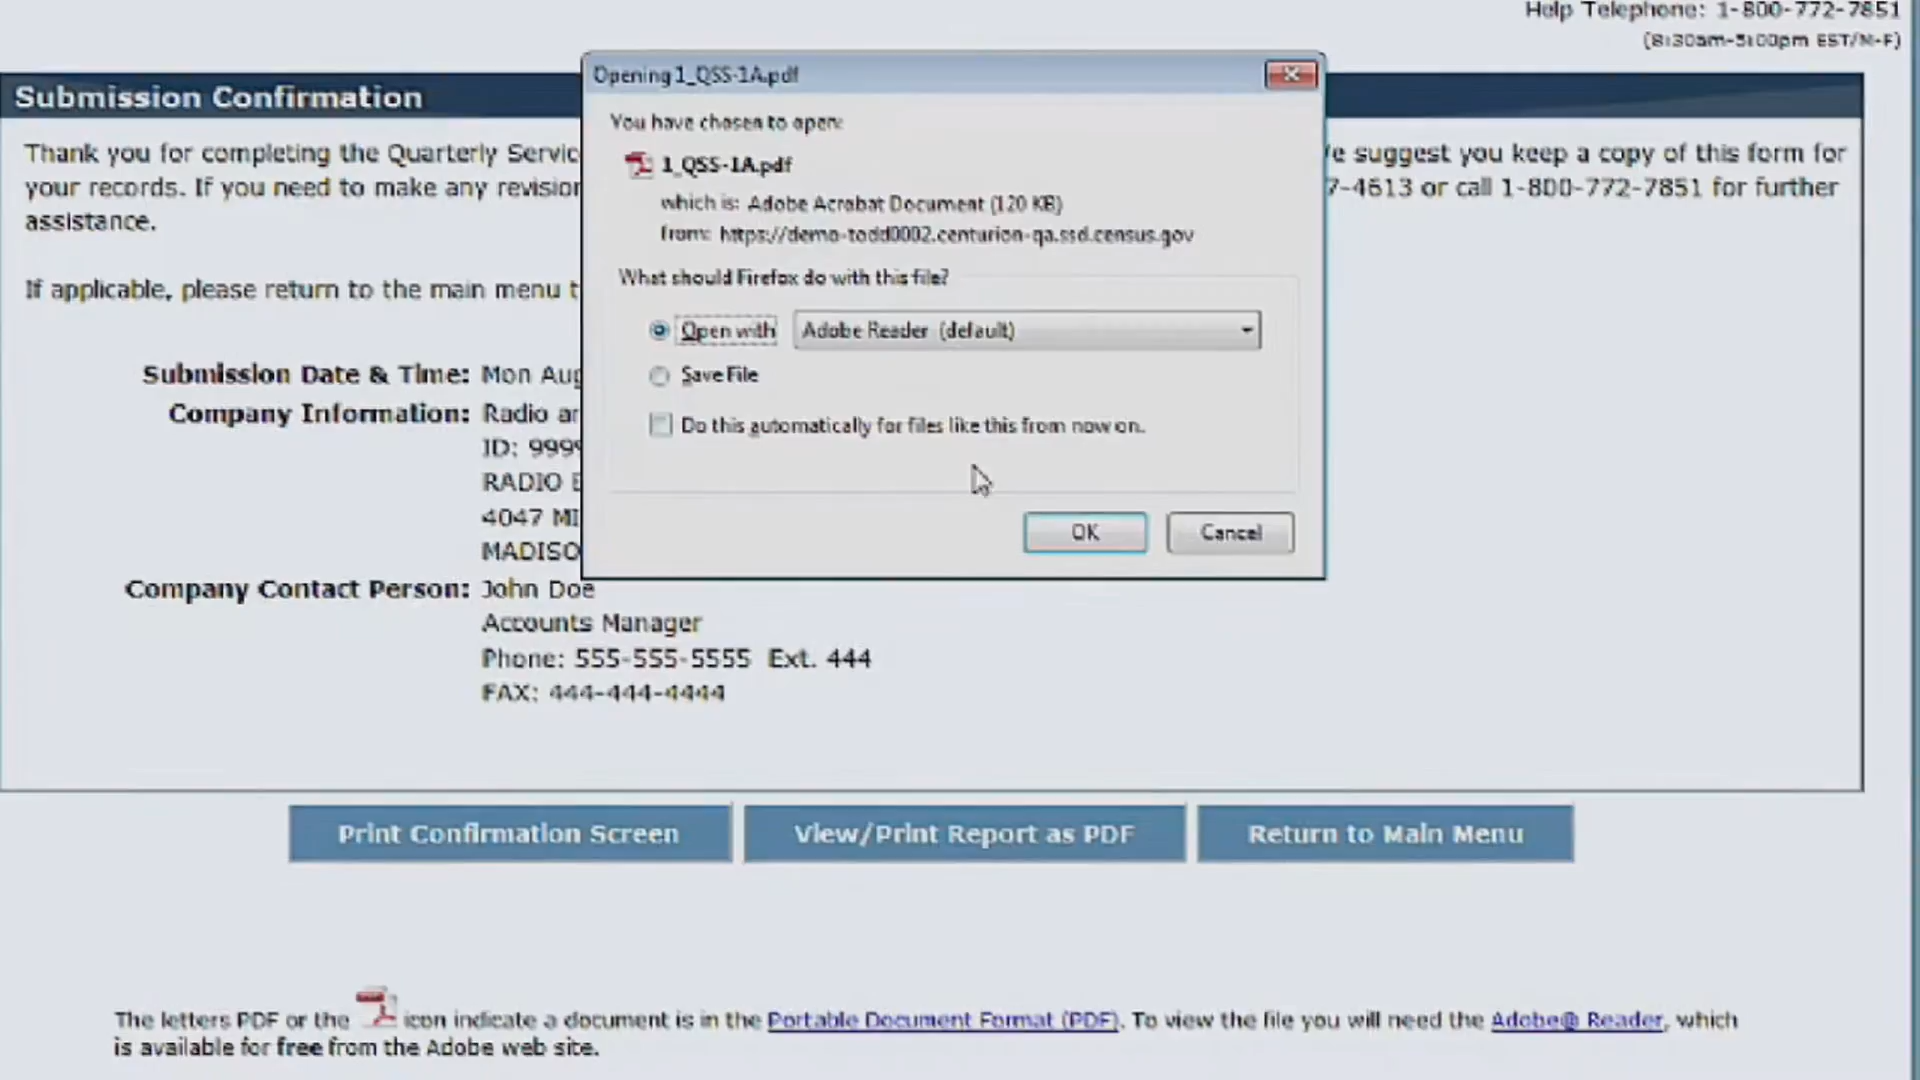 Help Telephone: 1-800-772-7851
(8:30am-5:00pm EST/M-F)
Opening 1_QSS-1A.pdf
Submission Confirmation
You have chosen to open:
1_QSS-1A.pdf
which is: Adobe Acrobat Document (120 KB)
from: https://demo-todd0002.centurion-qa.ssd.census.gov
What should Firefox do with this file?
Open with Adobe Reader (default)
Save File
Do this automatically for files like this from now on.
OK Cancel
Thank you for completing the Quarterly Servic e suggest you keep a copy of this form for
your records. If you need to make any revision 7-4613 or call 1-800-772-7851 for further
assistance.
If applicable, please return to the main menu t
Submission Date & Time: Mon Aug
Company Information: Radio ar
ID: 9999
RADIO
4047 MI
MADISO
Company Contact Person: John Doe
Accounts Manager
Phone: 555-555-5555 Ext. 444
FAX: 444-444-4444
Print Confirmation Screen View/Print Report as PDF Return to Main Menu
The letters PDF or the icon indicate a document is in the Portable Document Format (PDF). To view the file you will need the Adobe® Reader, which
is available for free from the Adobe web site.